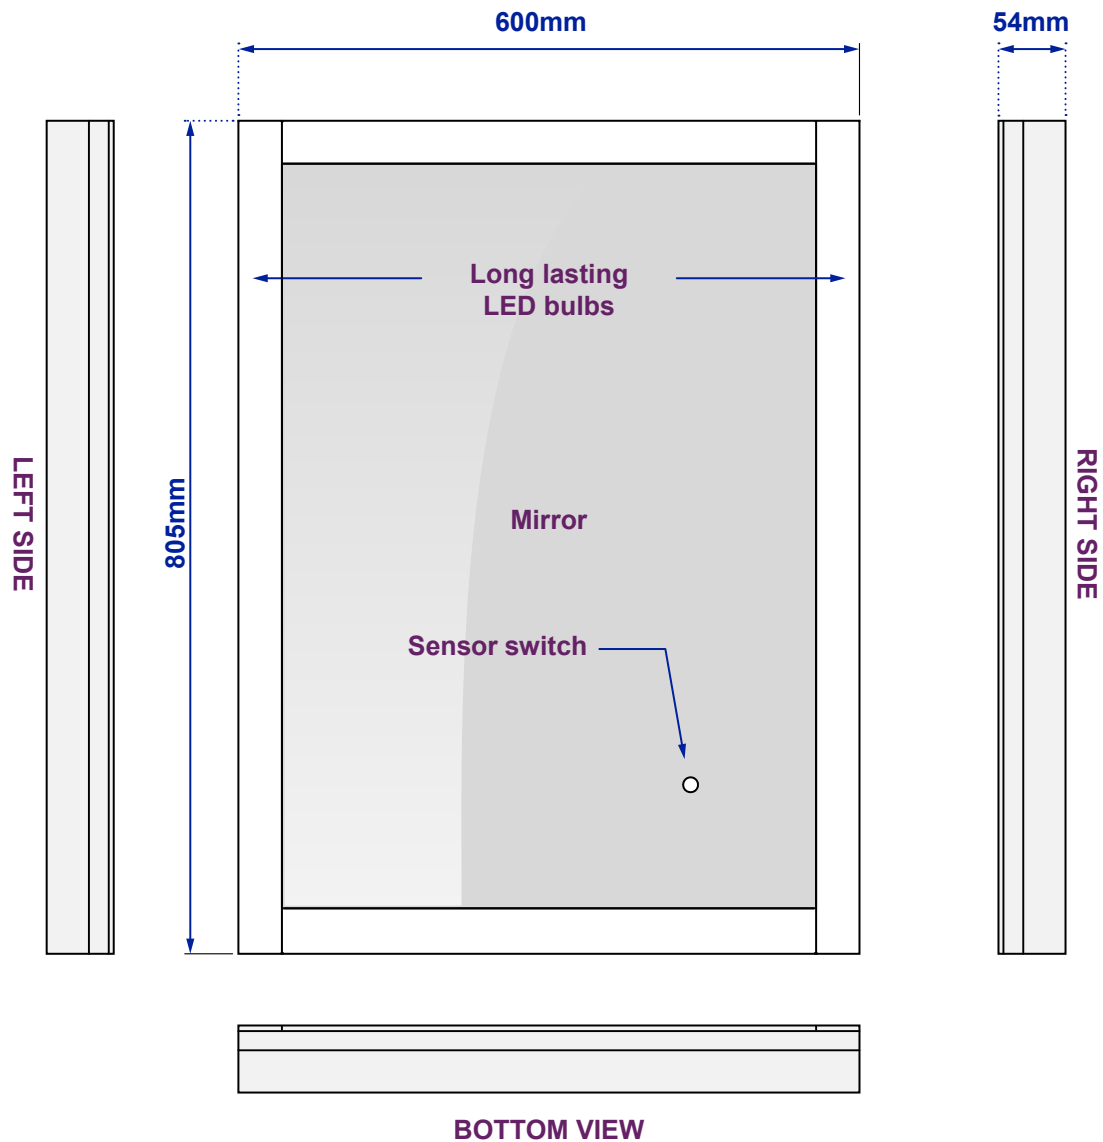 600mm
54mm
Long lasting
LED bulbs
LEFT SIDE
805mm
Mirror
RIGHT SIDE
Sensor switch
BOTTOM VIEW